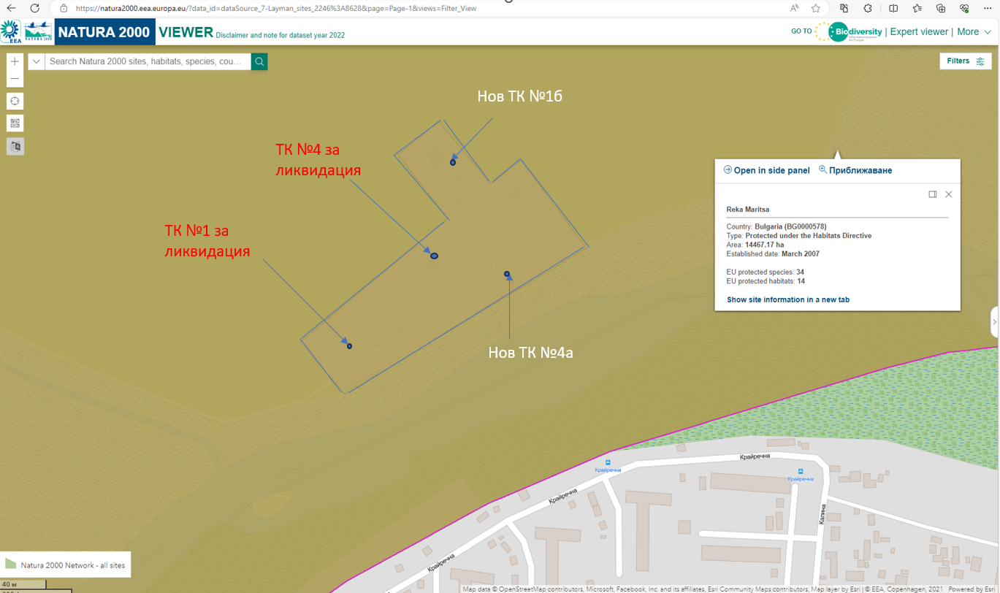 https://natura2000.eea.europa.eu/?data_id=dataSource_7-Layman_sites_2246%3A8628&page=Page-1&views=Filter_View
EEA
NATURA 2000
NATURA 2000 VIEWER Disclaimer and note for dataset year 2022
GO TO Biodiversity | Expert viewer | More
Search Natura 2000 sites, habitats, species, cou...
Filters
Нов ТК №1б
ТК №4 за
ликвидация
ТК №1 за
ликвидация
Нов ТК №4а
Open in side panel Приближаване
Reka Maritsa
Country: Bulgaria (BG0000578)
Type: Protected under the Habitats Directive
Area: 14467.17 ha
Established date: March 2007
EU protected species: 34
EU protected habitats: 14
Show site information in a new tab
Крайречна
Крайречна
Крайречна
Крайречна
Калина
Крайречна
Natura 2000 Network - all sites
40 м
Map data © OpenStreetMap contributors, Microsoft, Facebook, Inc. and its affiliates, Esri Community Maps contributors, Map layer by Esri | © EEA, Copenhagen, 2021 Powered by Esri